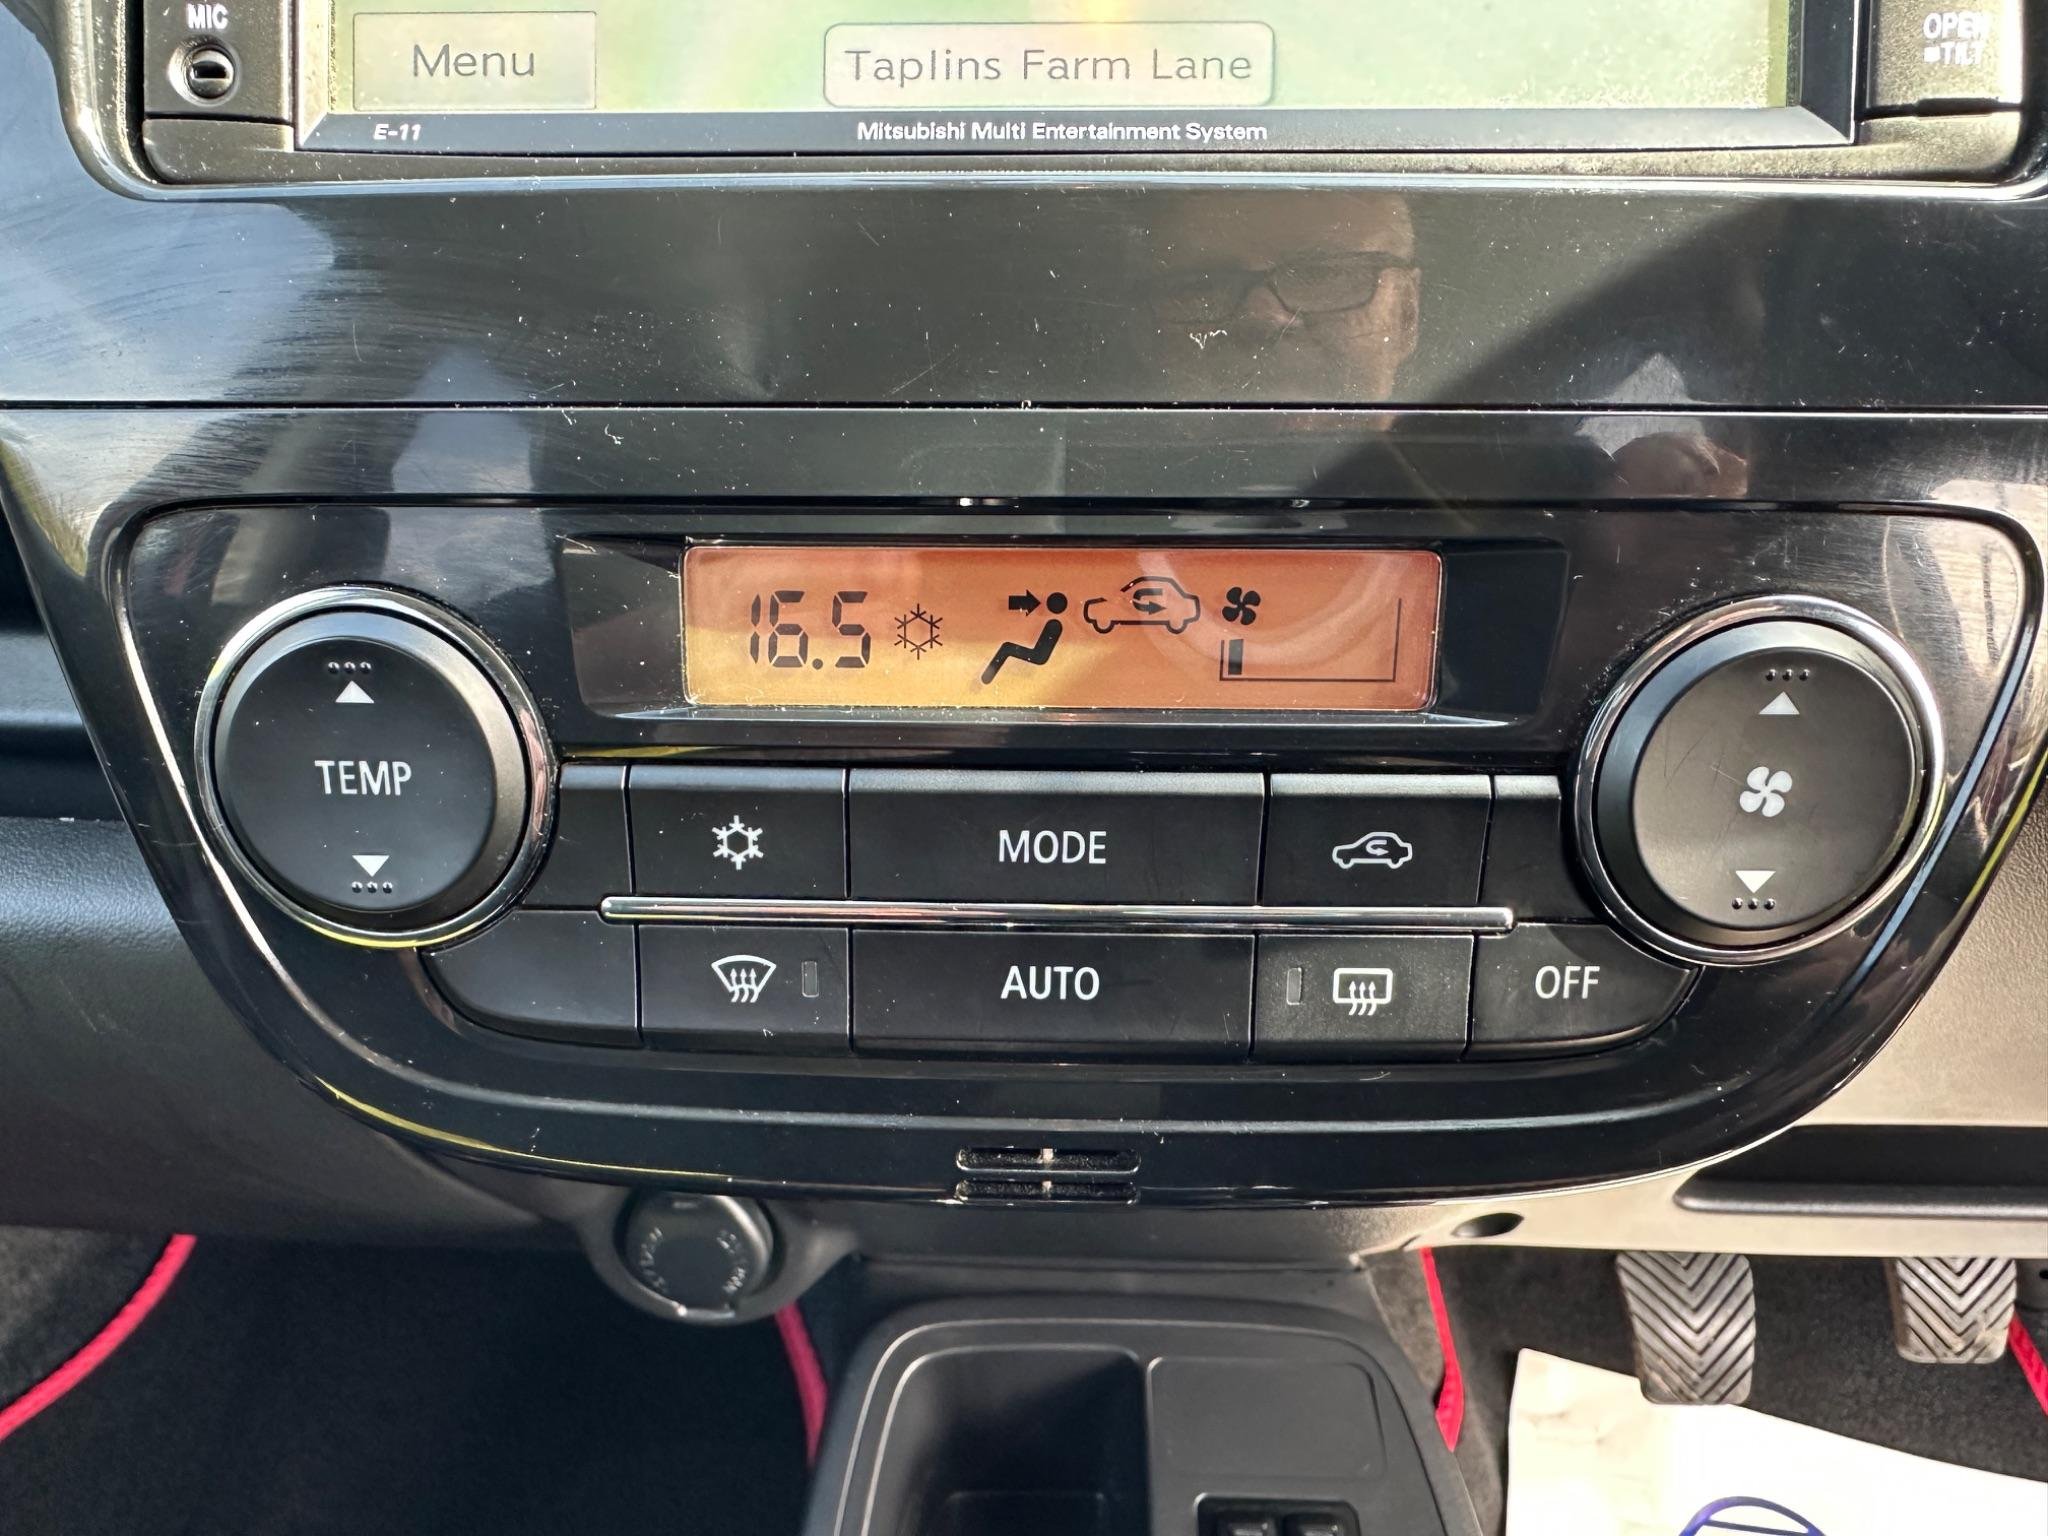 MIC
OPEN
TILT
Menu
Taplins Farm Lane
E-11
Mitsubishi Multi Entertainment System
16.5
TEMP
MODE
AUTO
OFF